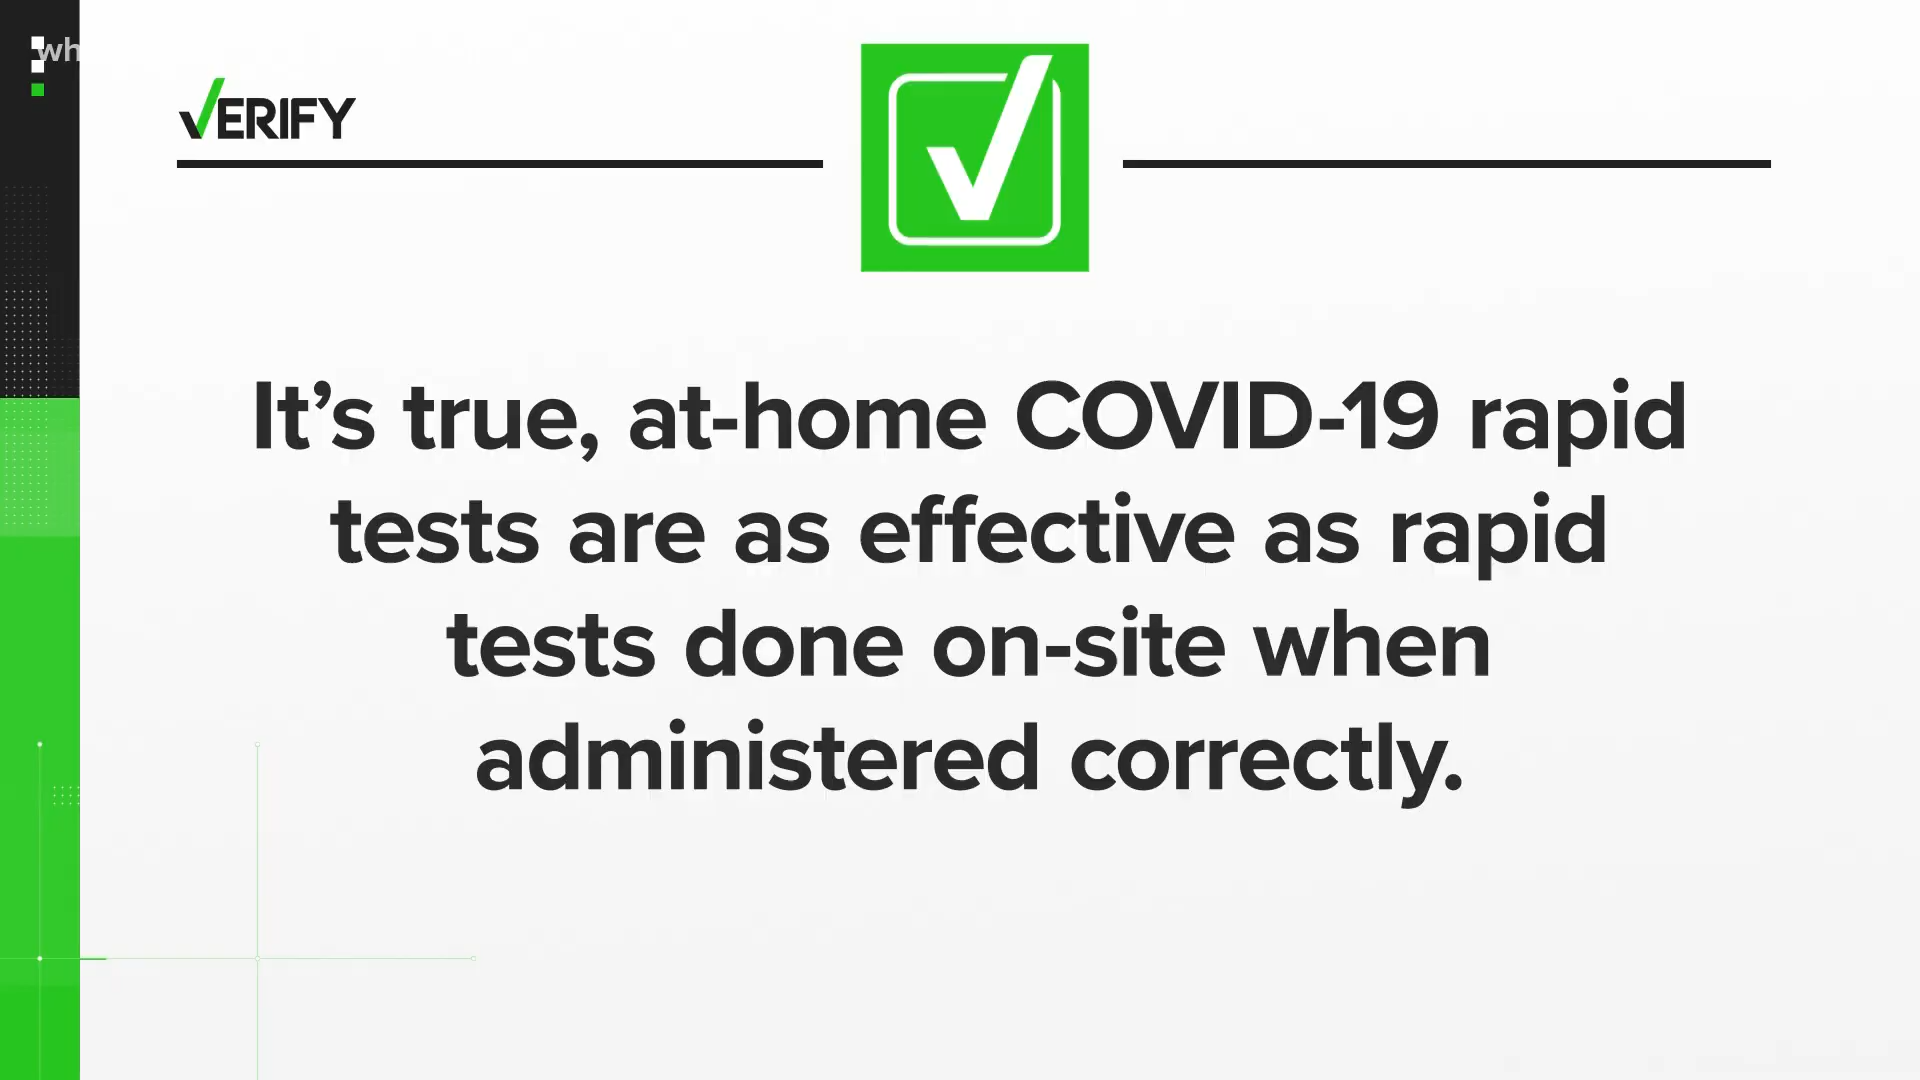 wh
VERIFY
It’s true, at-home COVID-19 rapid
tests are as effective as rapid
tests done on-site when
administered correctly.